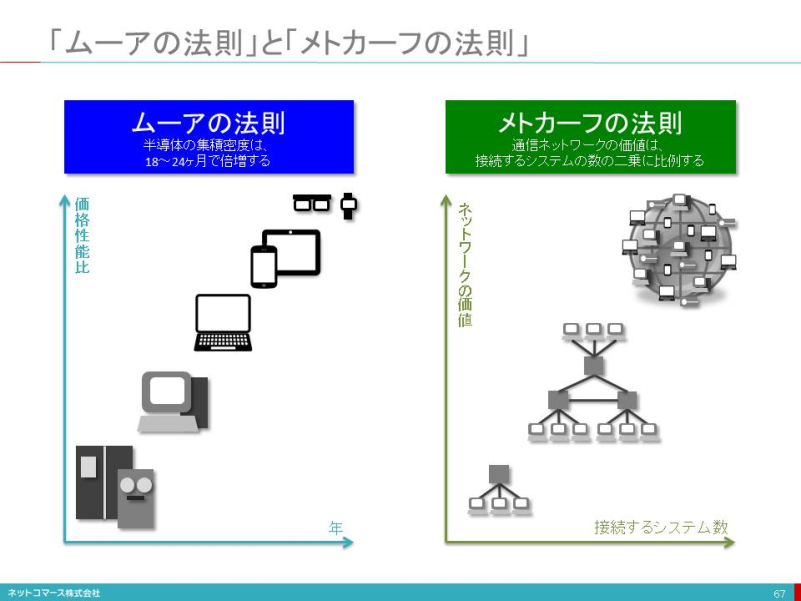 「ムーアの法則」と「メトカーフの法則」
ムーアの法則
半導体の集積密度は、
18～24ヶ月で倍増する
価格性能比
年
メトカーフの法則
通信ネットワークの価値は、
接続するシステムの数の二乗に比例する
ネットワークの価値
接続するシステム数
ネットコマース株式会社
67